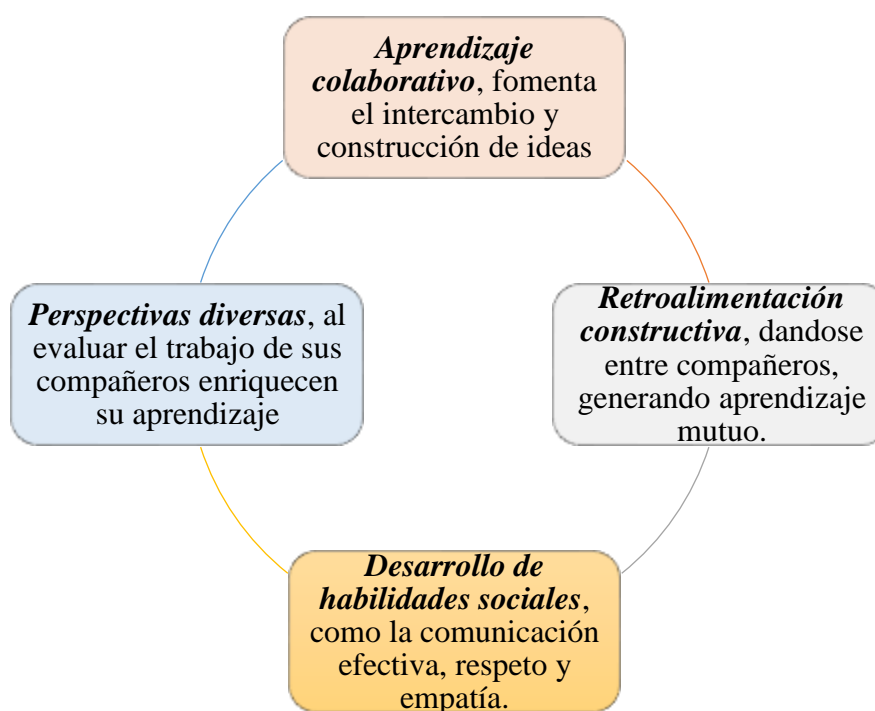 Aprendizaje
colaborativo, fomenta
el intercambio y
construcción de ideas
Retroalimentación
constructiva, dandose
entre compañeros,
generando aprendizaje
mutuo.
Desarrollo de
habilidades sociales,
como la comunicación
efectiva, respeto y
empatía.
Perspectivas diversas, al
evaluar el trabajo de sus
compañeros enriquecen
su aprendizaje